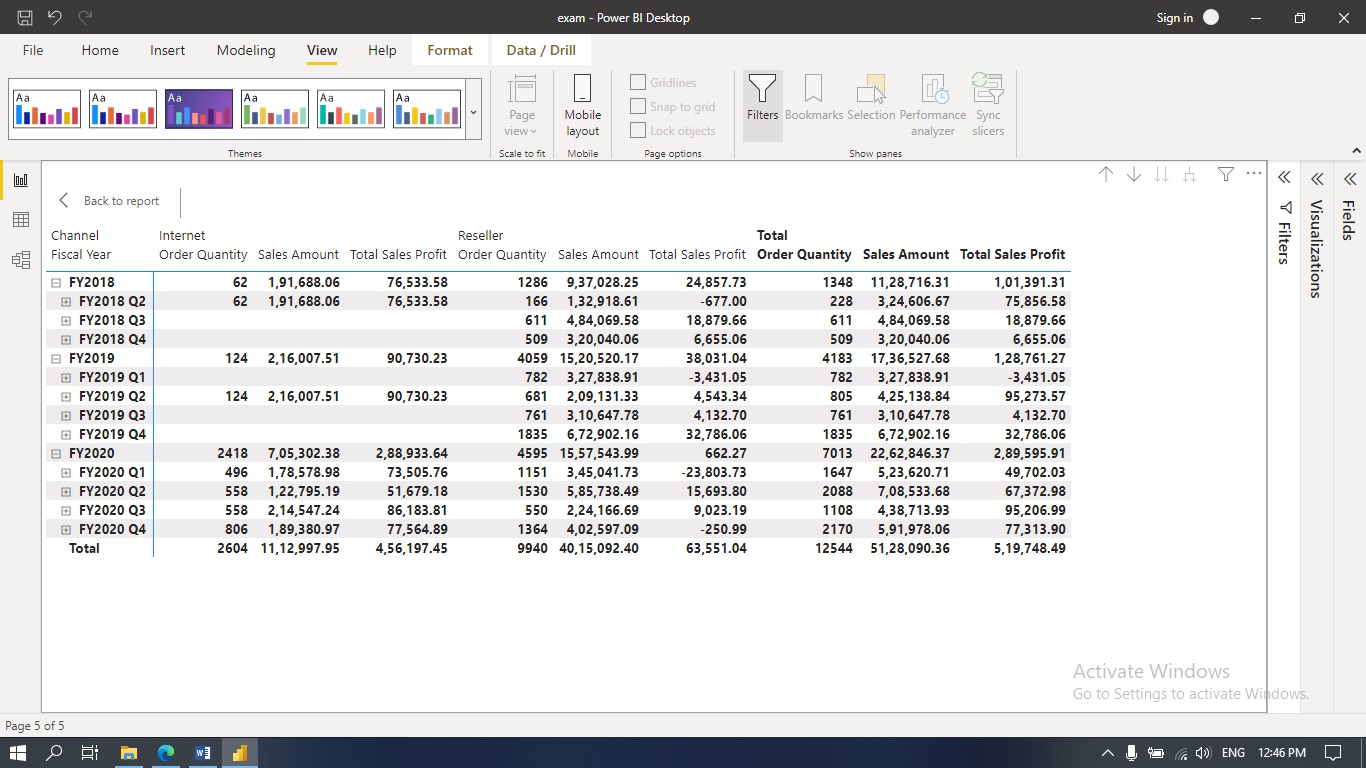 exam - Power BI Desktop
Sign in
File Home Insert Modeling View Help Format Data / Drill
Aa Aa Aa Aa Aa Aa
Page view
Mobile layout
Gridlines
Snap to grid
Lock objects
Filters Bookmarks Selection Performance analyzer Sync slicers
Themes Scale to fit Mobile Page options Show panes
Back to report
Channel Internet Reseller Total
Fiscal Year Order Quantity Sales Amount Total Sales Profit Order Quantity Sales Amount Total Sales Profit Order Quantity Sales Amount Total Sales Profit
FY2018 62 1,91,688.06 76,533.58 1286 9,37,028.25 24,857.73 1348 11,28,716.31 1,01,391.31
FY2018 Q2 62 1,91,688.06 76,533.58 166 1,32,918.61 -677.00 228 3,24,606.67 75,856.58
FY2018 Q3 611 4,84,069.58 18,879.66 611 4,84,069.58 18,879.66
FY2018 Q4 509 3,20,040.06 6,655.06 509 3,20,040.06 6,655.06
FY2019 124 2,16,007.51 90,730.23 4059 15,20,520.17 38,031.04 4183 17,36,527.68 1,28,761.27
FY2019 Q1 782 3,27,838.91 -3,431.05 782 3,27,838.91 -3,431.05
FY2019 Q2 124 2,16,007.51 90,730.23 681 2,09,131.33 4,543.34 805 4,25,138.84 95,273.57
FY2019 Q3 761 3,10,647.78 4,132.70 761 3,10,647.78 4,132.70
FY2019 Q4 1835 6,72,902.16 32,786.06 1835 6,72,902.16 32,786.06
FY2020 2418 7,05,302.38 2,88,933.64 4595 15,57,543.99 662.27 7013 22,62,846.37 2,89,595.91
FY2020 Q1 496 1,78,578.98 73,505.76 1151 3,45,041.73 -23,803.73 1647 5,23,620.71 49,702.03
FY2020 Q2 558 1,22,795.19 51,679.18 1530 5,85,738.49 15,693.80 2088 7,08,533.68 67,372.98
FY2020 Q3 558 2,14,547.24 86,183.81 550 2,24,166.69 9,023.19 1108 4,38,713.93 95,206.99
FY2020 Q4 806 1,89,380.97 77,564.89 1364 4,02,597.09 -250.99 2170 5,91,978.06 77,313.90
Total 2604 11,12,997.95 4,56,197.45 9940 40,15,092.40 63,551.04 12544 51,28,090.36 5,19,748.49
Filters
Visualizations
Fields
Activate Windows
Go to Settings to activate Windows.
Page 5 of 5
ENG 12:46 PM